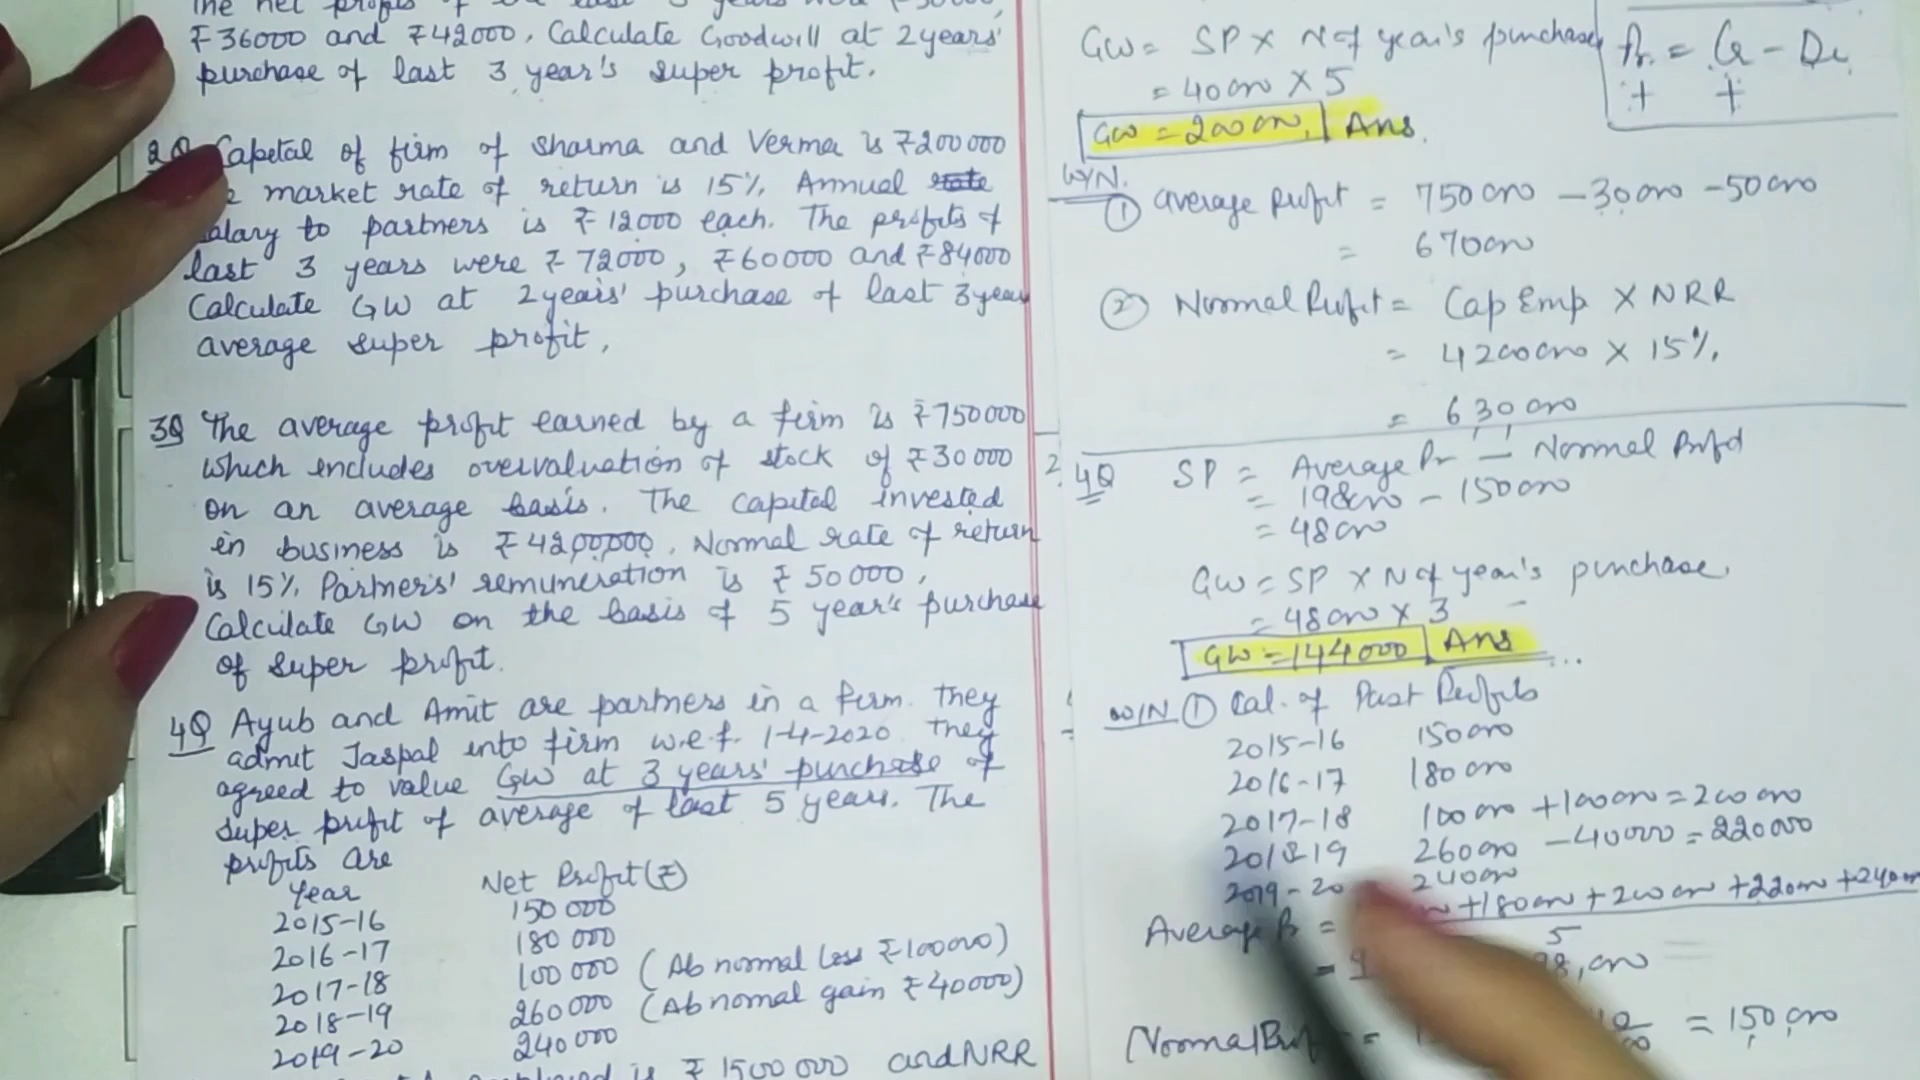 ₹36000 and ₹42000, Calculate Goodwill at 2 years'
purchase of last 3 year's super profit.
2Q Capetal of firm of Sharma and Verma is ₹200000
market rate of return is 15%. Annual
salary to partners is ₹12000 each. The profits of
last 3 years were ₹72000, ₹60000 and ₹84000
Calculate GW at 2 years' purchase of last 3 year
average super profit.
3Q The average profit earned by a firm is ₹750000
which includes overvaluation of stock of ₹30000
on an average basis. The capital invested
in business is ₹4200,000. Normal rate of return
is 15% Partners' remuneration is ₹50000,
Calculate GW on the basis of 5 year's purchase
of super profit.
4Q Ayub and Amit are partners in a firm. They
admit Jaspal into firm w.e.f. 1-4-2020 They
agreed to value GW at 3 years' purchase of
super profit of average of last 5 years. The
profits are
Year Net Profit(₹)
2015-16 150000
2016-17 180000
2017-18 100000 (Abnormal loss ₹100000)
2018-19 260000 (Abnomal gain ₹40000)
2019-20 240000
is ₹1500000 and NRR
GW = SP × N of year's purchase
= 40000 × 5
GW = 200000 Ans.
W/N.
① average Profit = 750000 - 30000 - 50000
= 670000
② Normal Profit = Cap Emp × NRR
= 4200000 × 15%
= 630000
4Q SP = Average Pr - Normal Profit
= 198000 - 150000
= 48000
GW = SP × N of year's purchase
= 48000 × 3
GW = 144000 Ans
W/N ① Cal. of Past Profits
2015-16 150000
2016-17 180000
2017-18 100000 + 100000 = 200000
2018-19 260000 - 40000 = 220000
2019-20 240000
Average Pr = +180000 + 200000 + 220000 + 240000
5
Normal = 150,000